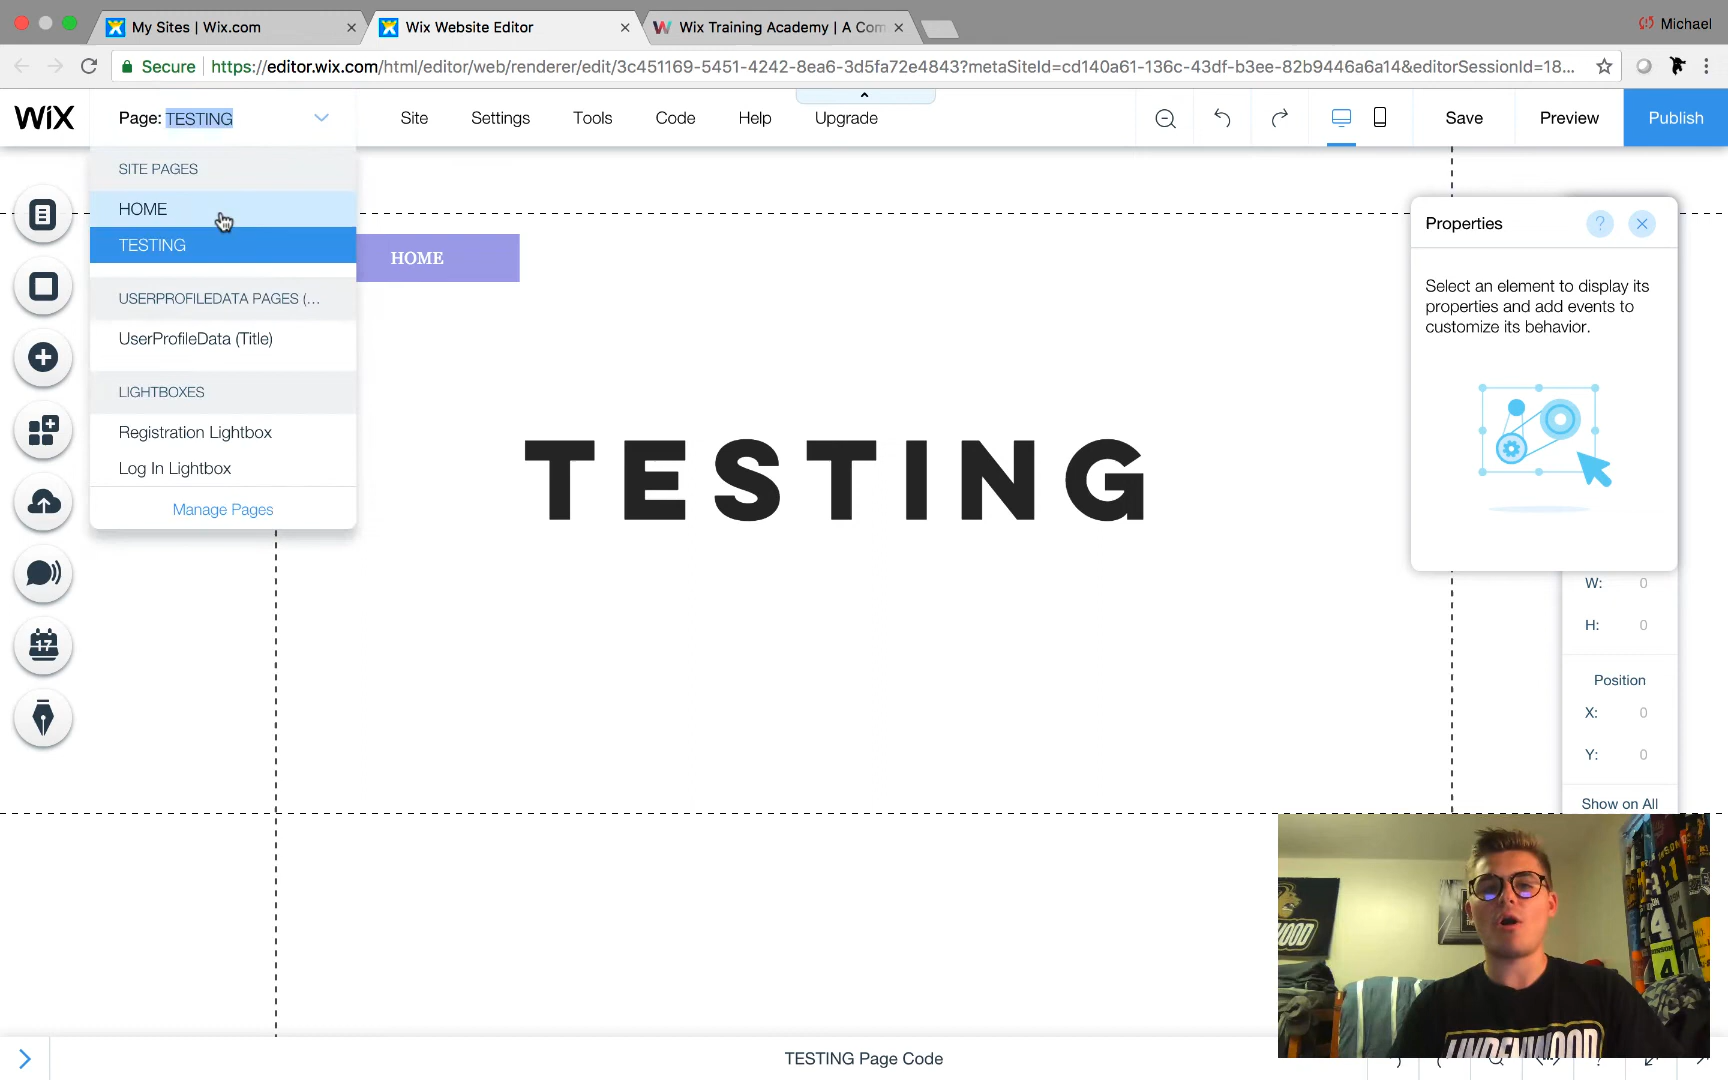 My Sites | Wix.com
Wix Website Editor
Wix Training Academy | A Com
Michael
Secure
https://editor.wix.com/html/editor/web/renderer/edit/3c451169-5451-4242-8ea6-3d5fa72e4843?metaSiteId=cd140a61-136c-43df-b3ee-82b9446a6a14&editorSessionId=18...
WiX
Page: TESTING
Site
Settings
Tools
Code
Help
Upgrade
Save
Preview
Publish
SITE PAGES
HOME
TESTING
USERPROFILEDATA PAGES (...
UserProfileData (Title)
LIGHTBOXES
Registration Lightbox
Log In Lightbox
Manage Pages
HOME
TESTING
Properties
?
Select an element to display its
properties and add events to
customize its behavior.
W: 0
H: 0
Position
X: 0
Y: 0
Show on All
17
TESTING Page Code
LINDENWOOD